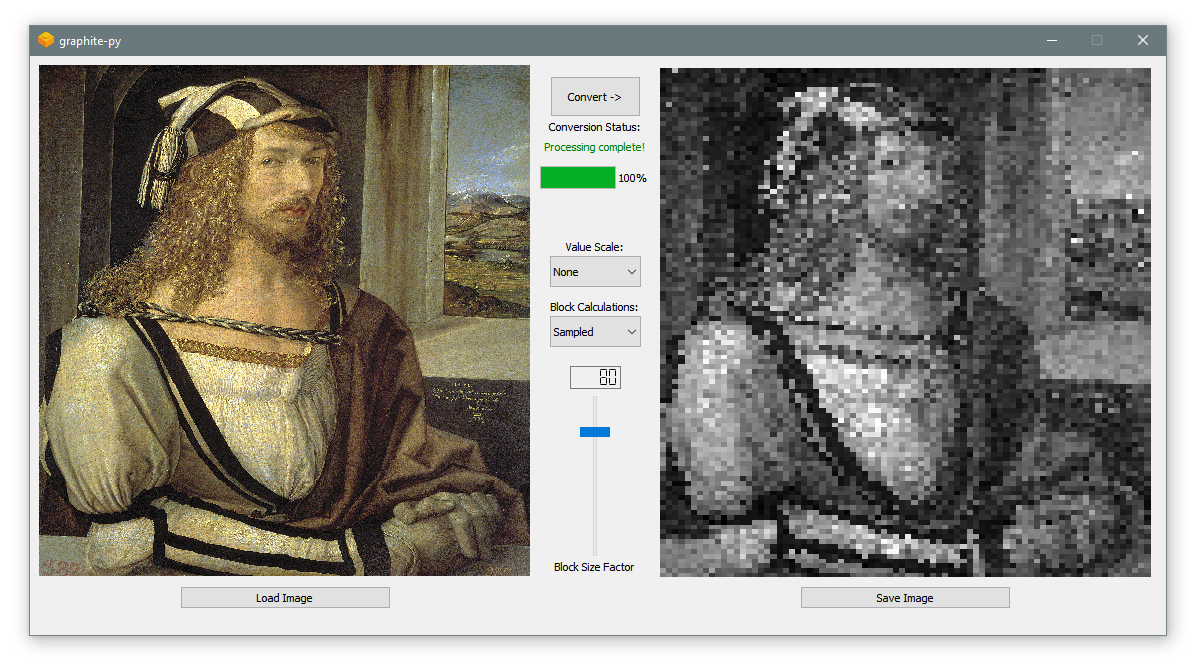 graphite-py
Convert ->
Conversion Status:
Processing complete!
100%
Value Scale:
None
Block Calculations:
Sampled
80
Block Size Factor
Load Image
Save Image